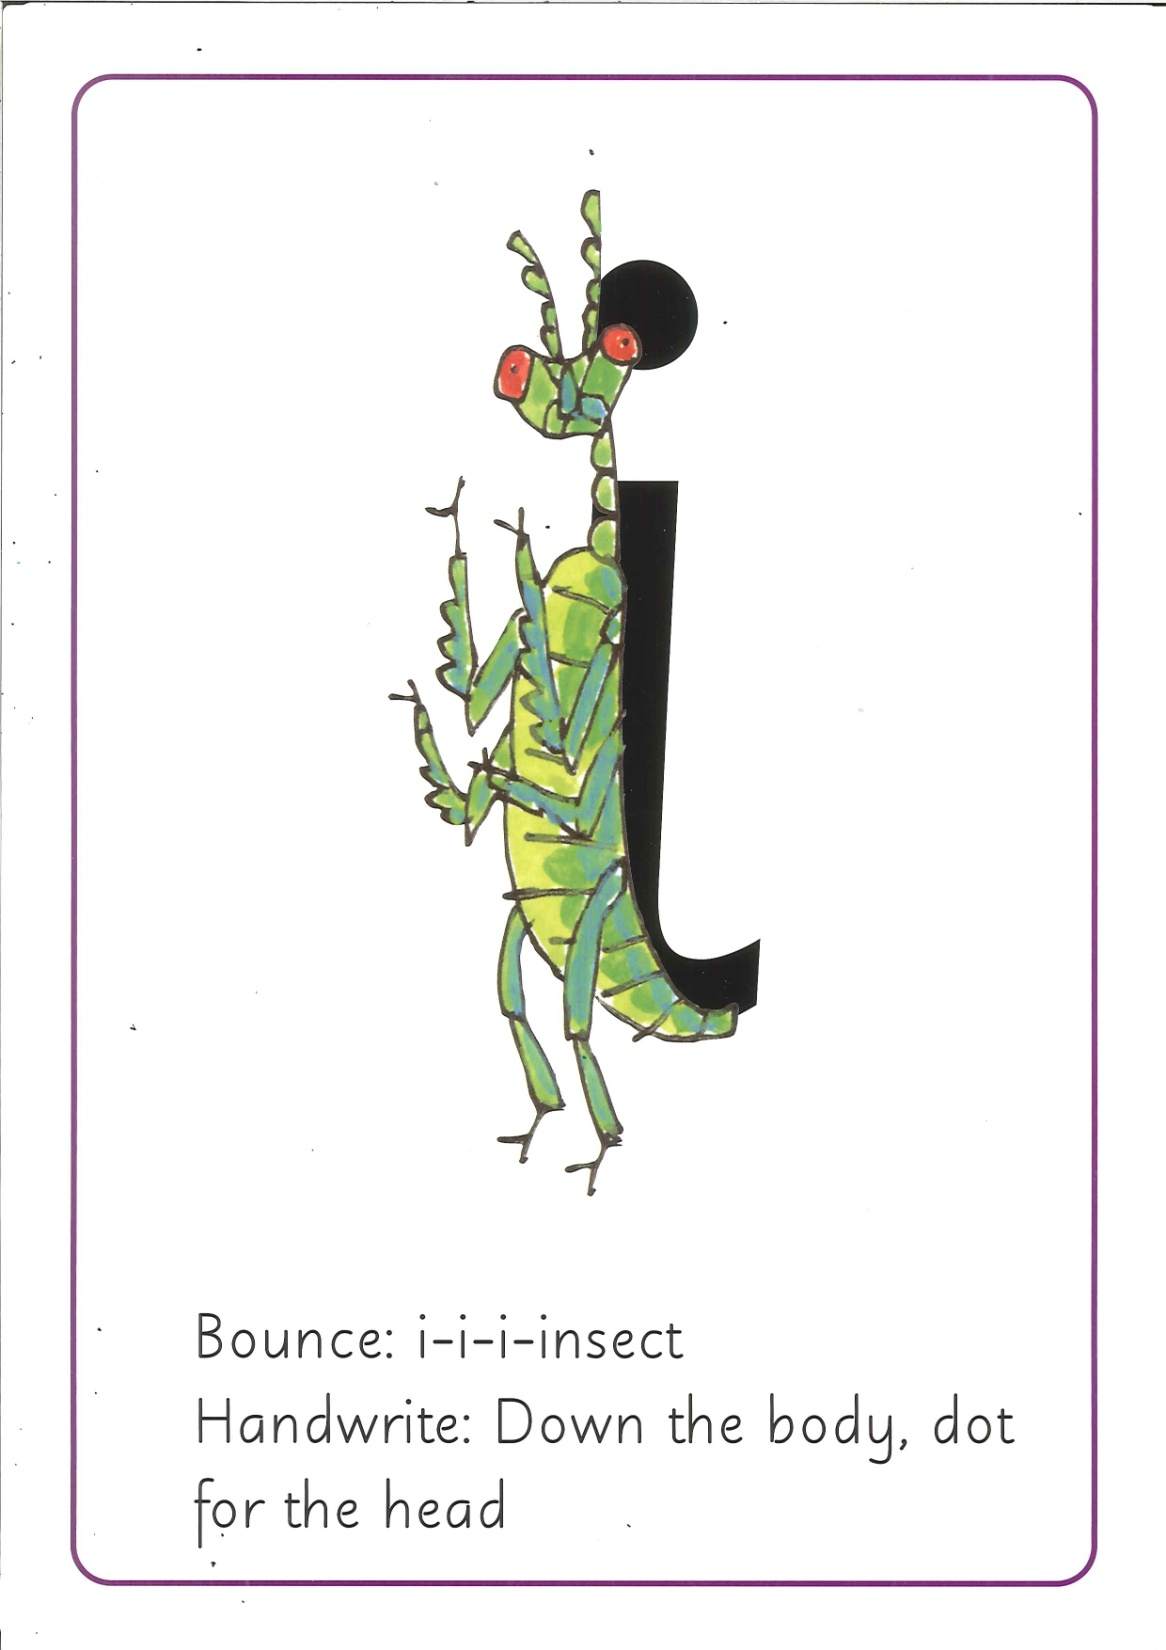 Bounce: i-i-i-insect
Handwrite: Down the body, dot
for the head